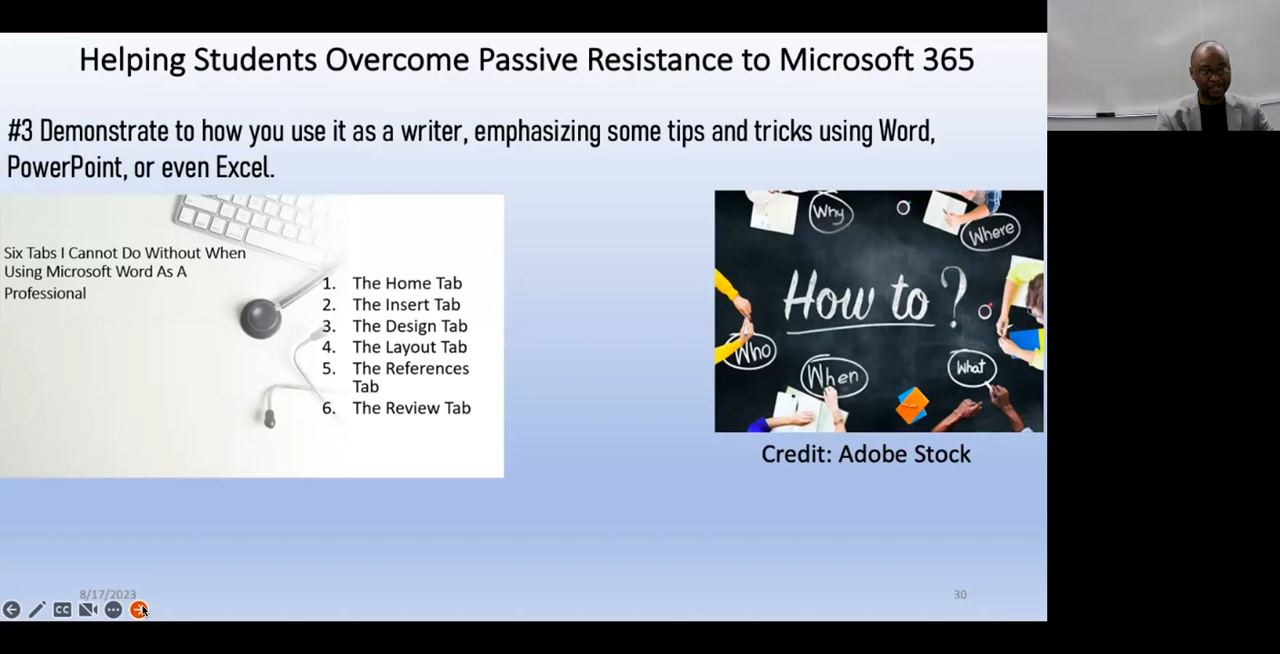 Helping Students Overcome Passive Resistance to Microsoft 365
#3 Demonstrate to how you use it as a writer, emphasizing some tips and tricks using Word,
PowerPoint, or even Excel.
Six Tabs I Cannot Do Without When
Using Microsoft Word As A
Professional
1. The Home Tab
2. The Insert Tab
3. The Design Tab
4. The Layout Tab
5. The References
Tab
6. The Review Tab
Why
Where
How to?
Who
When
What
Credit: Adobe Stock
8/17/2023
30
CC